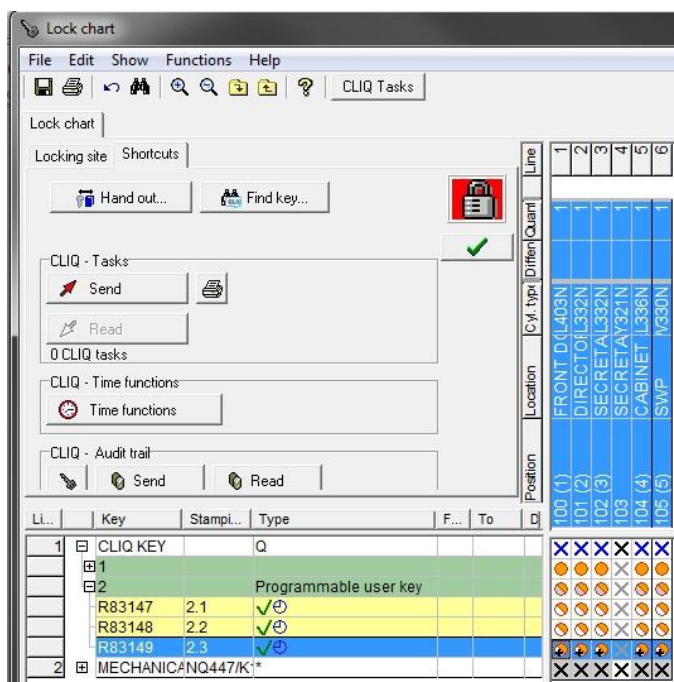 Lock chart
File Edit Show Functions Help
CLIQ Tasks
Lock chart
Locking site Shortcuts
Hand out... Find key...
CLIQ - Tasks
Send
Read
0 CLIQ tasks
CLIQ - Time functions
Time functions
CLIQ - Audit trail
Send Read
Line 1 2 3 4 5 6
Quant 1 1 1 1 1 1
Differ
Cyl. type L403N L332N L332N Y321N L336N V330N
Location FRONT DO DIRECTOR SECRETA SECRETA CABINET SWP
Position 100 (1) 101 (2) 102 (3) 103 104 (4) 105 (5)
Li... Key Stampi... Type F... To D
1 CLIQ KEY Q
1
2 Programmable user key
R83147 2.1
R83148 2.2
R83149 2.3
2 MECHANICA NQ447/K *